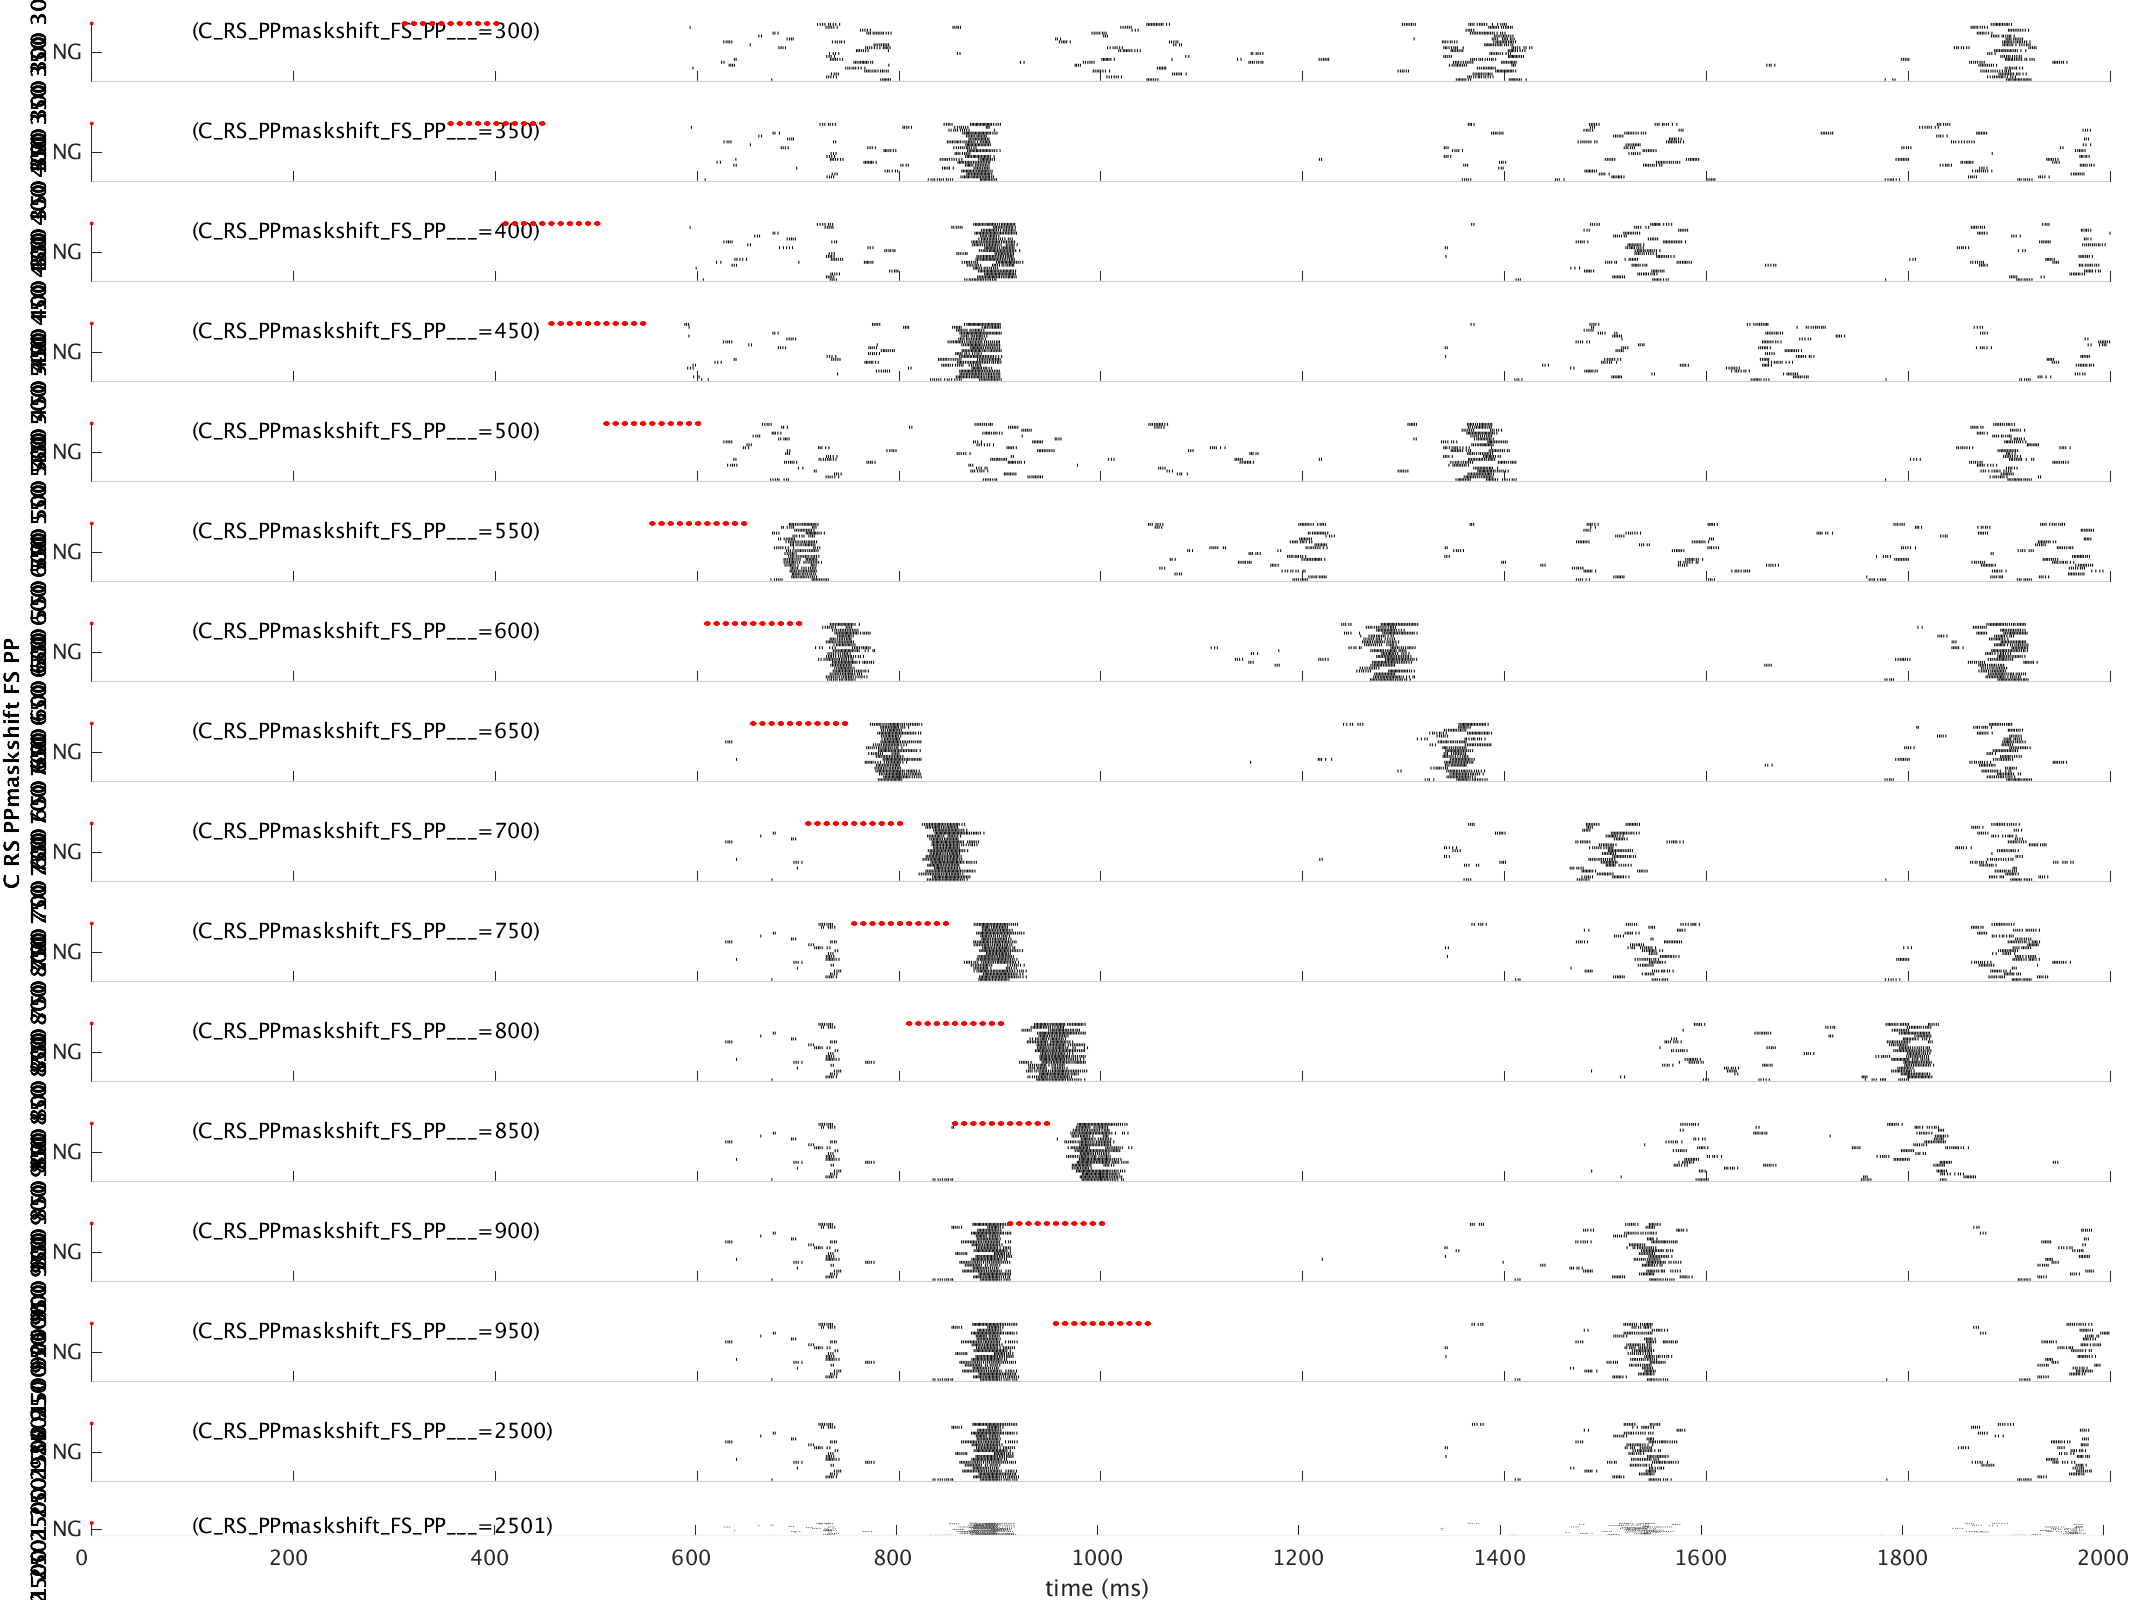 (C_RS_PPmaskshift_FS_PP___=300)
NG
(C_RS_PPmaskshift_FS_PP___=350)
NG
(C_RS_PPmaskshift_FS_PP___=400)
NG
(C_RS_PPmaskshift_FS_PP___=450)
NG
(C_RS_PPmaskshift_FS_PP___=500)
NG
(C_RS_PPmaskshift_FS_PP___=550)
NG
(C_RS_PPmaskshift_FS_PP___=600)
NG
C RS PPmaskshift FS PP
(C_RS_PPmaskshift_FS_PP___=650)
NG
(C_RS_PPmaskshift_FS_PP___=700)
NG
(C_RS_PPmaskshift_FS_PP___=750)
NG
(C_RS_PPmaskshift_FS_PP___=800)
NG
(C_RS_PPmaskshift_FS_PP___=850)
NG
(C_RS_PPmaskshift_FS_PP___=900)
NG
(C_RS_PPmaskshift_FS_PP___=950)
NG
(C_RS_PPmaskshift_FS_PP___=2500)
NG
NG (C_RS_PPmaskshift_FS_PP___=2501)
0 200 400 600 800 1000 1200 1400 1600 1800 2000
time (ms)